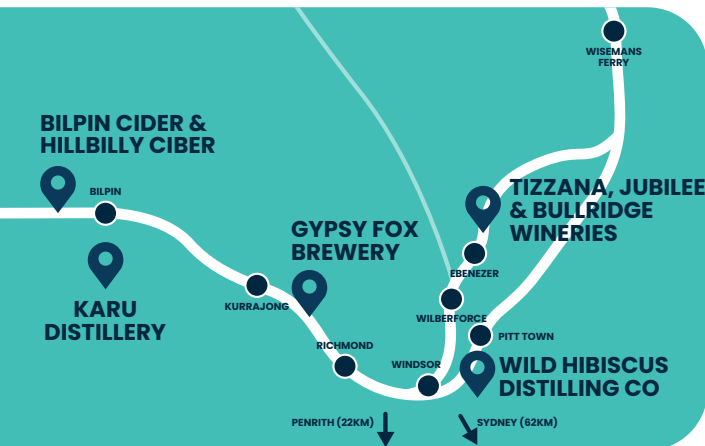 WISEMANS
FERRY
BILPIN CIDER &
HILLBILLY CIBER
BILPIN
TIZZANA, JUBILEE
& BULLRIDGE
WINERIES
GYPSY FOX
BREWERY
EBENEZER
KARU
DISTILLERY
KURRAJONG
WILBERFORCE
PITT TOWN
RICHMOND
WINDSOR
WILD HIBISCUS
DISTILLING CO
PENRITH (22KM)
SYDNEY (62KM)